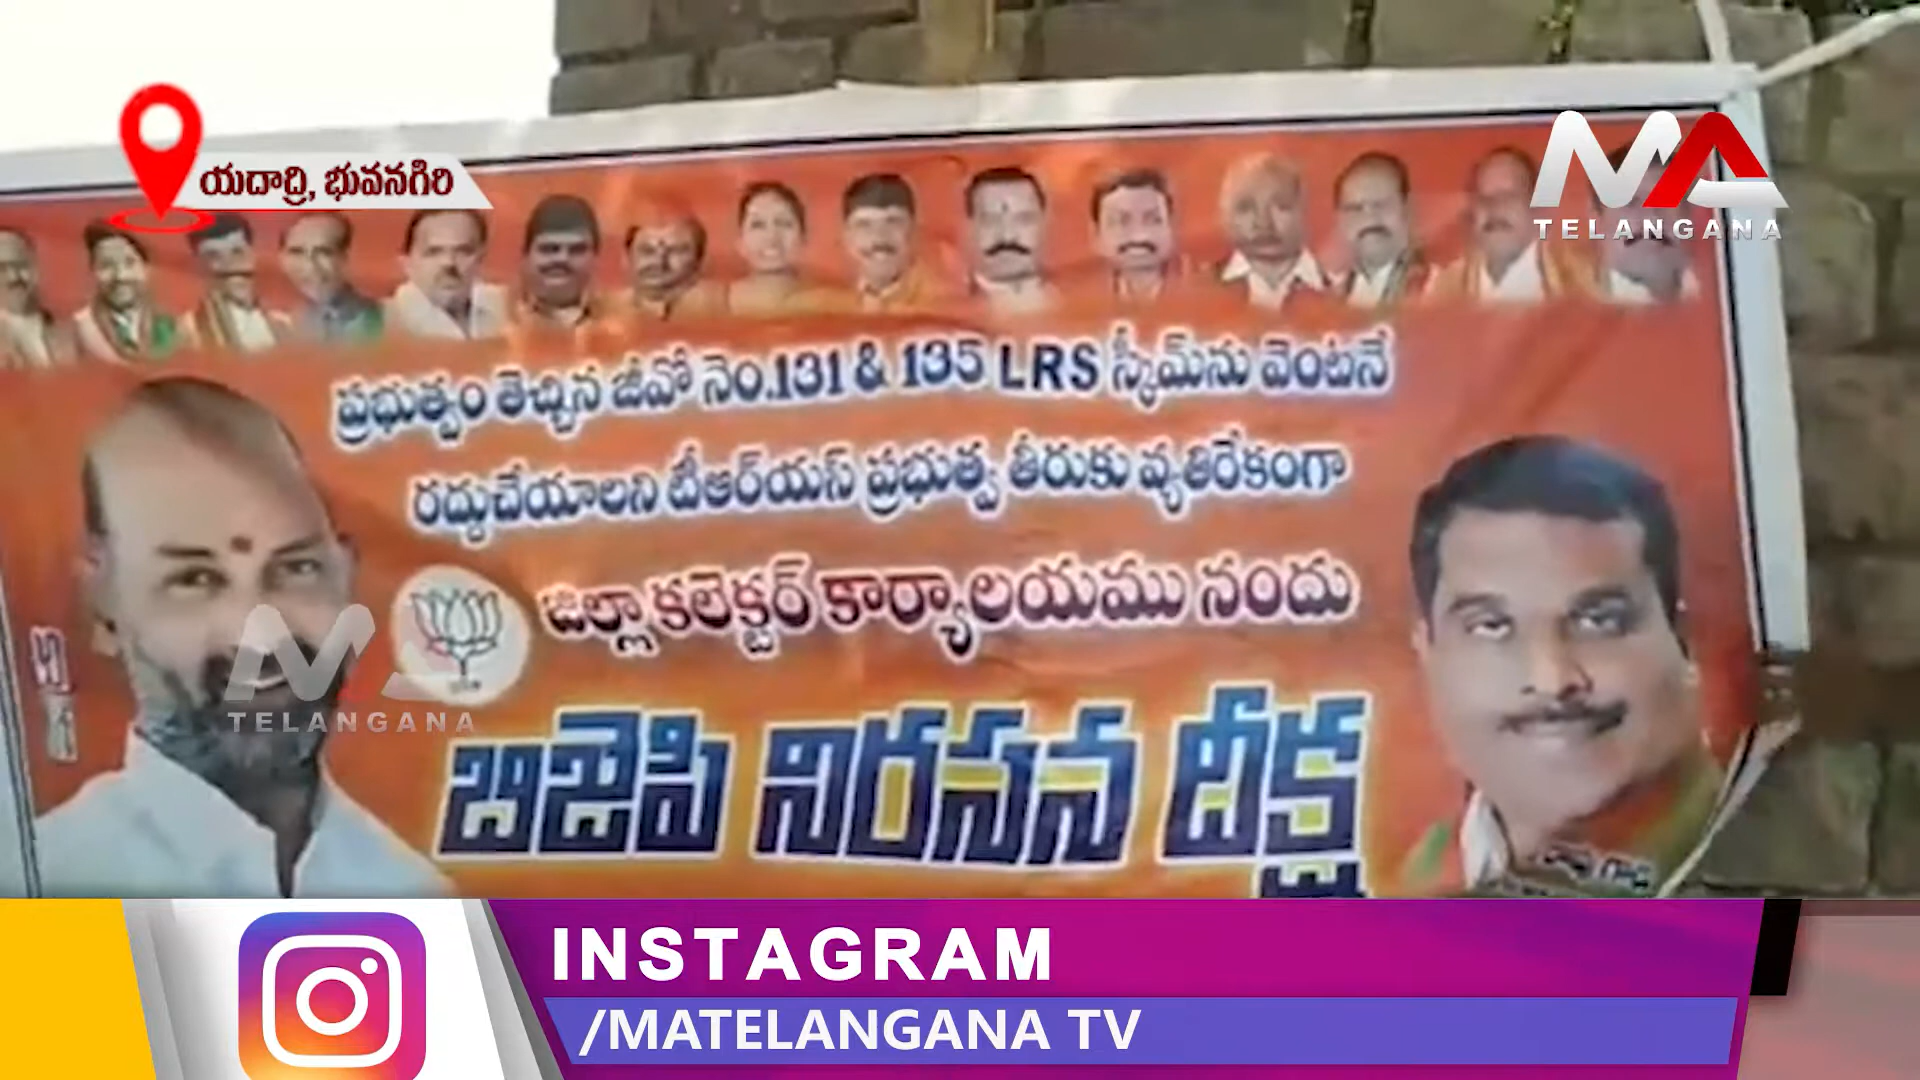 యదాద్రి, భువనగిరి
MA
TELANGANA
ప్రభుత్వం తెచ్చిన జీవో నెం.131 & 135 LRS స్కీమ్‌ను వెంటనే
రద్దుచేయాలని టీఆర్‌యస్ ప్రభుత్వ తీరుకు వ్యతిరేకంగా
జిల్లా కలెక్టర్ కార్యాలయము నందు
MA
TELANGANA
బిజెపి నిరసన దీక్ష
INSTAGRAM
/MATELANGANA TV